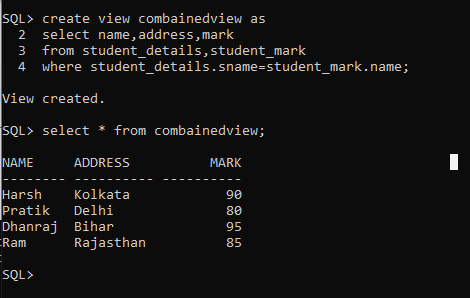 SQL> create view combainedview as
2 select name,address,mark
3 from student_details,student_mark
4 where student_details.sname=student_mark.name;
View created.
SQL> select * from combainedview;
NAME ADDRESS MARK
-------- ---------- ----------
Harsh Kolkata 90
Pratik Delhi 80
Dhanraj Bihar 95
Ram Rajasthan 85
SQL>